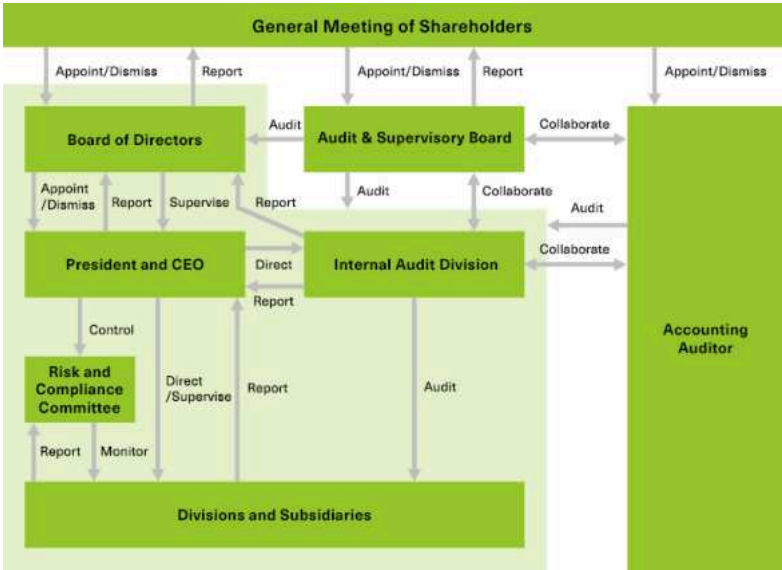 General Meeting of Shareholders
Appoint/Dismiss
Report
Appoint/Dismiss
Report
Appoint/Dismiss
Board of Directors
Audit
Audit & Supervisory Board
Collaborate
Appoint
/Dismiss
Report
Supervise
Report
Audit
Collaborate
Audit
President and CEO
Direct
Internal Audit Division
Collaborate
Report
Accounting
Auditor
Control
Risk and
Compliance
Committee
Direct
/Supervise
Report
Audit
Report
Monitor
Divisions and Subsidiaries